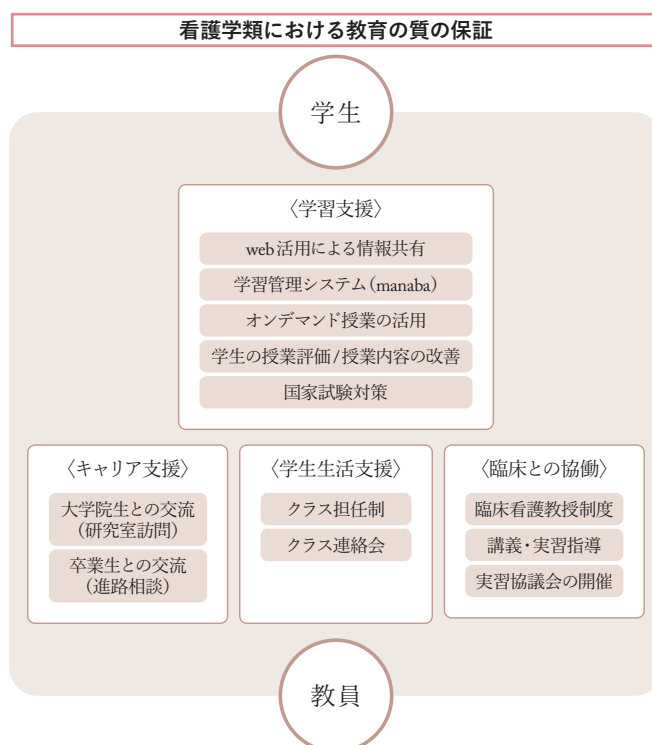 看護学類における教育の質の保証
学生
〈学習支援〉
web活用による情報共有
学習管理システム（manaba）
オンデマンド授業の活用
学生の授業評価/授業内容の改善
国家試験対策
〈キャリア支援〉
大学院生との交流
（研究室訪問）
卒業生との交流
（進路相談）
〈学生生活支援〉
クラス担任制
クラス連絡会
〈臨床との協働〉
臨床看護教授制度
講義・実習指導
実習協議会の開催
教員